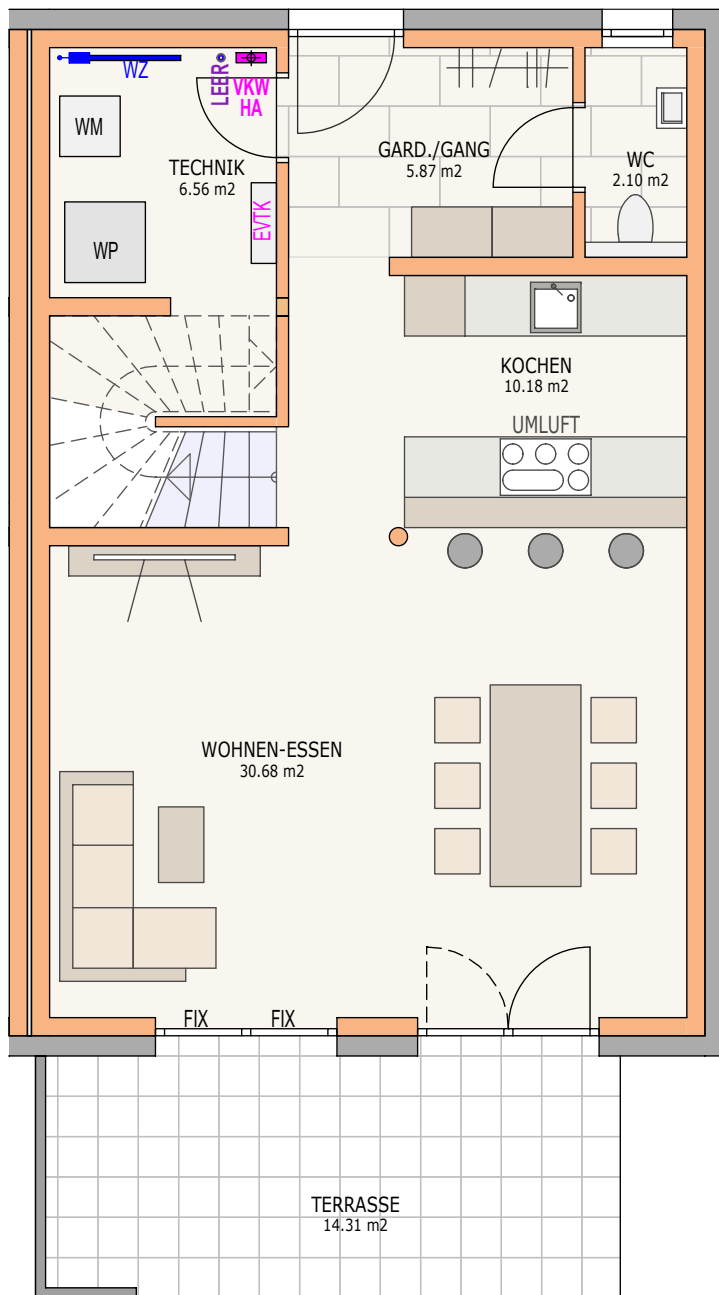 WZ
LEER
VKW
HA
WM
TECHNIK
6.56 m2
GARD./GANG
5.87 m2
WC
2.10 m2
EVTK
WP
KOCHEN
10.18 m2
UMLUFT
WOHNEN-ESSEN
30.68 m2
FIX
FIX
TERRASSE
14.31 m2